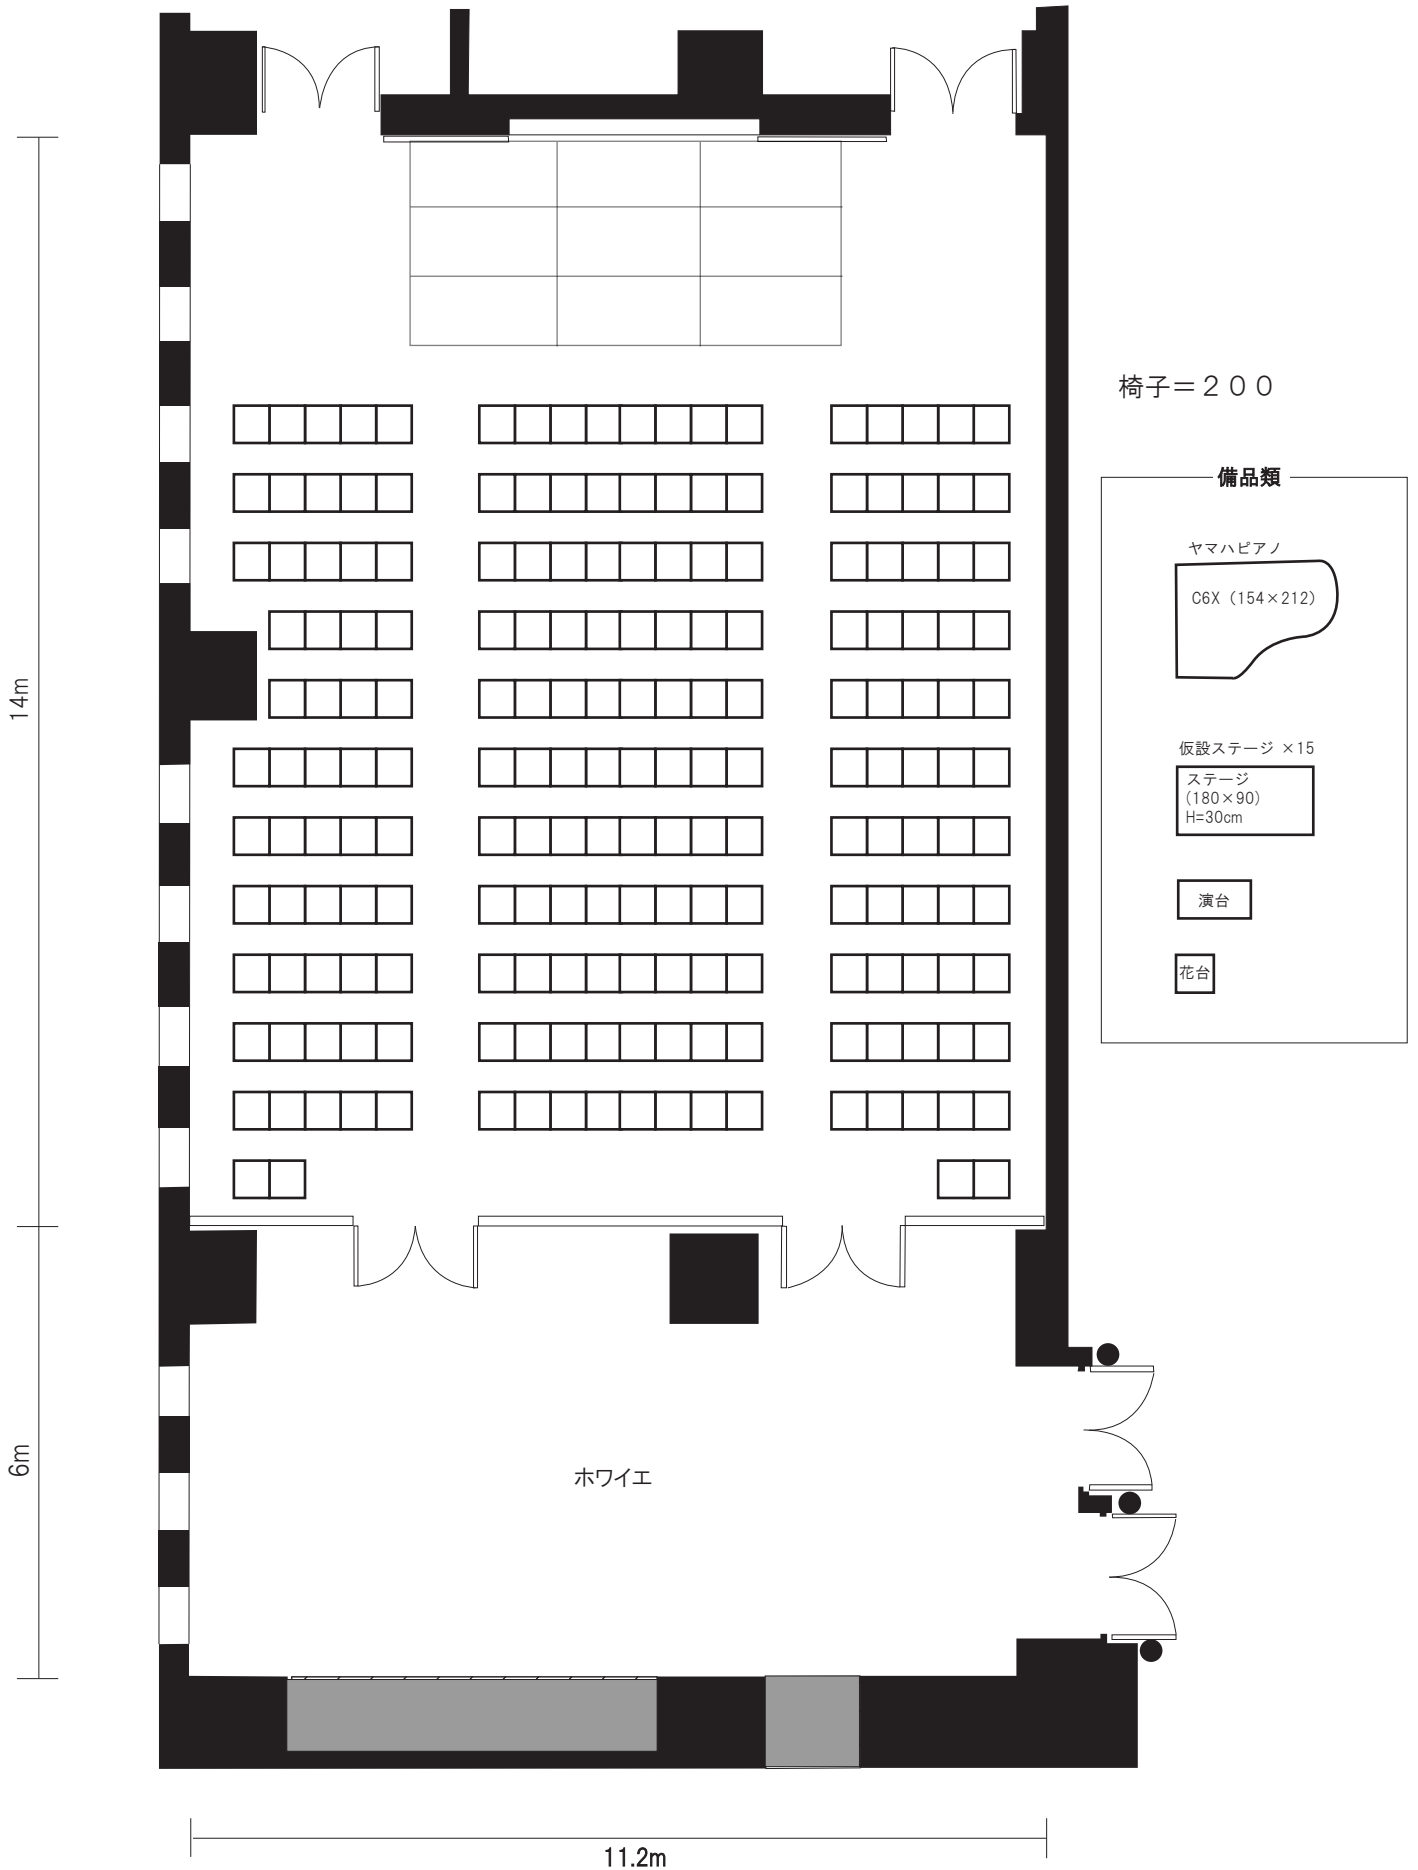 椅子＝２００
備品類
ヤマハピアノ
C6X（154×212）
仮設ステージ ×15
ステージ
(180×90)
H=30cm
演台
花台
14m
6m
ホワイエ
11.2m